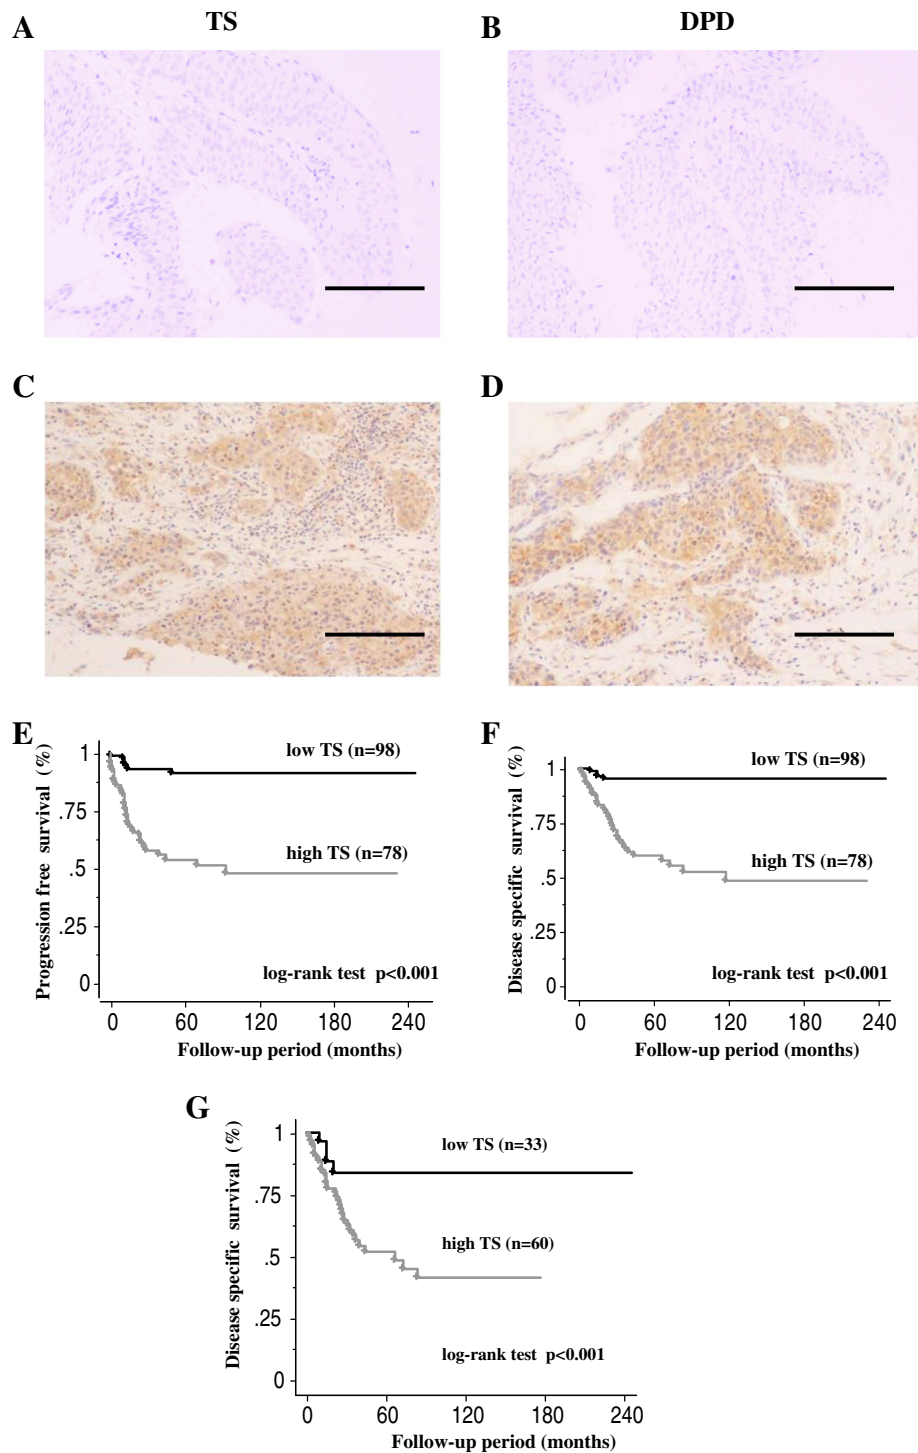 A TS
B DPD
C
D
E
Progression free survival (%)
1
.75
.5
.25
0
low TS (n=98)
high TS (n=78)
log-rank test p<0.001
0 60 120 180 240
Follow-up period (months)
F
Disease specific survival (%)
1
.75
.5
.25
0
low TS (n=98)
high TS (n=78)
log-rank test p<0.001
0 60 120 180 240
Follow-up period (months)
G
Disease specific survival (%)
1
.75
.5
.25
0
low TS (n=33)
high TS (n=60)
log-rank test p<0.001
0 60 120 180 240
Follow-up period (months)